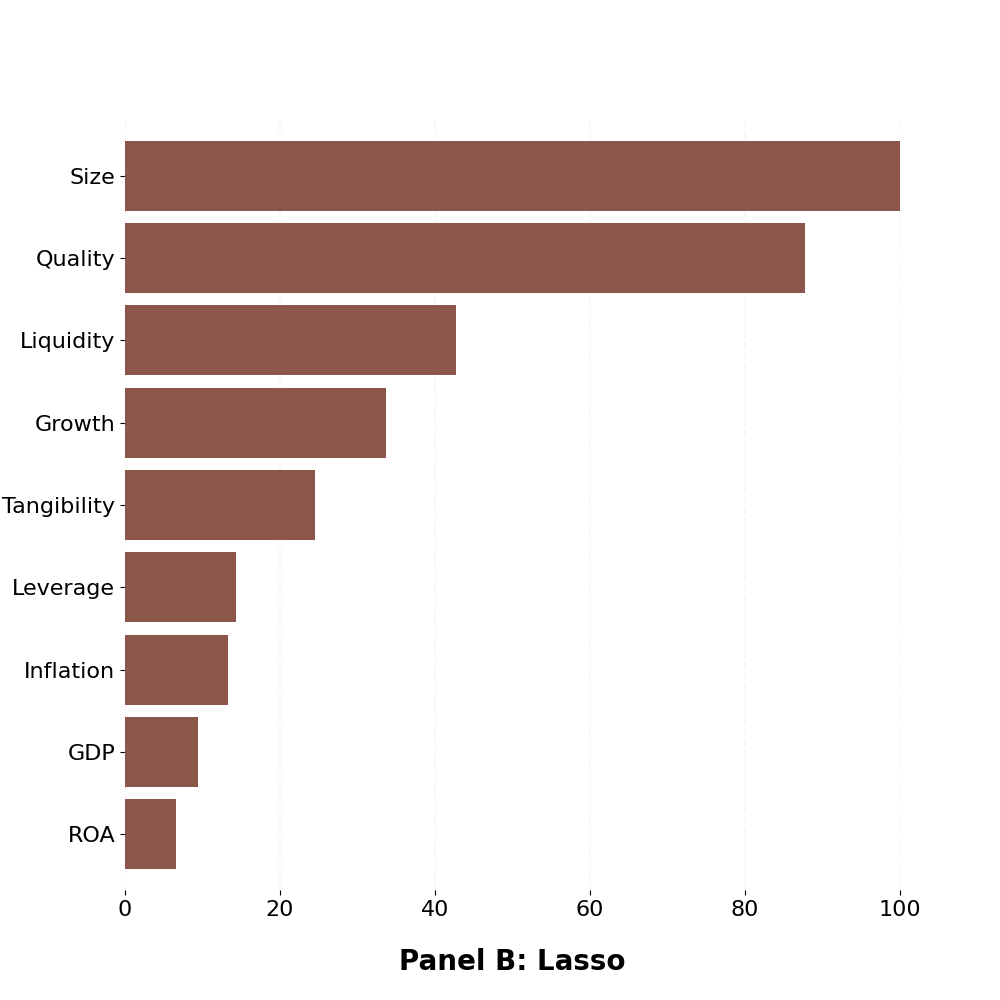 Size
Quality
Liquidity
Growth
Tangibility
Leverage
Inflation
GDP
ROA
0 20 40 60 80 100
Panel B: Lasso